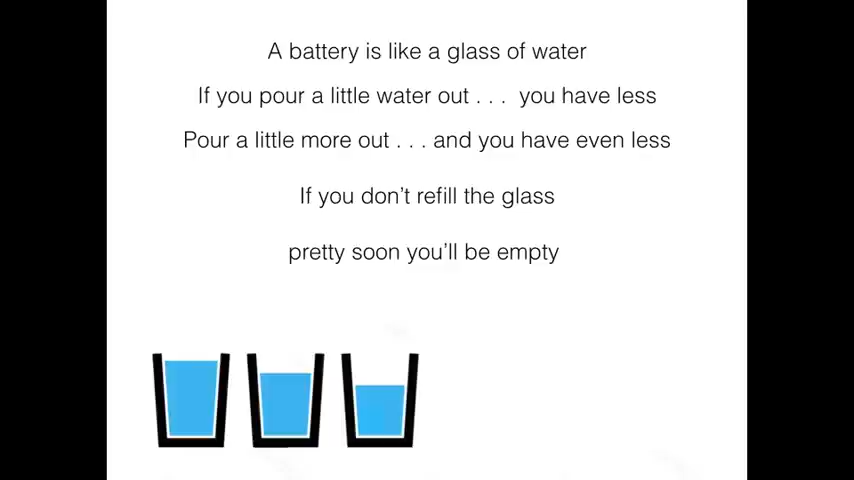 A battery is like a glass of water
If you pour a little water out . . .  you have less
Pour a little more out . . . and you have even less
If you don’t refill the glass
pretty soon you’ll be empty